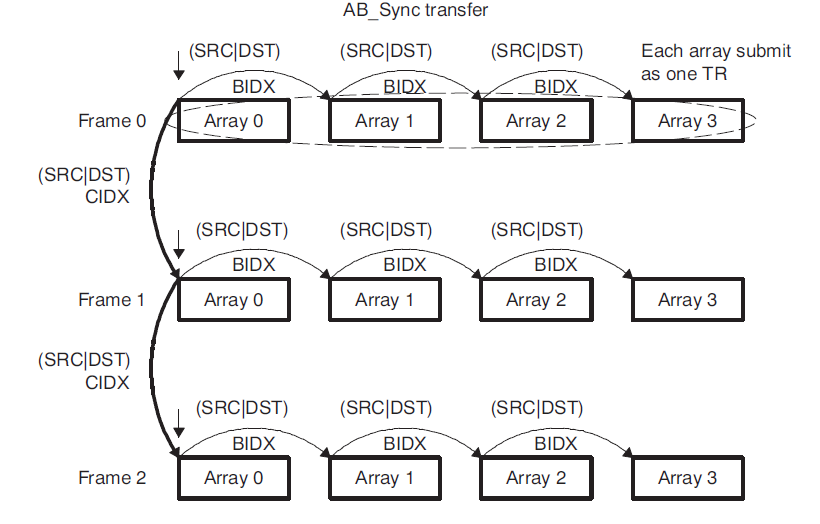 AB_Sync transfer
(SRC|DST) (SRC|DST) (SRC|DST) Each array submit
as one TR
BIDX BIDX BIDX
Frame 0 Array 0 Array 1 Array 2 Array 3
(SRC|DST)
CIDX
(SRC|DST) (SRC|DST) (SRC|DST)
BIDX BIDX BIDX
Frame 1 Array 0 Array 1 Array 2 Array 3
(SRC|DST)
CIDX
(SRC|DST) (SRC|DST) (SRC|DST)
BIDX BIDX BIDX
Frame 2 Array 0 Array 1 Array 2 Array 3